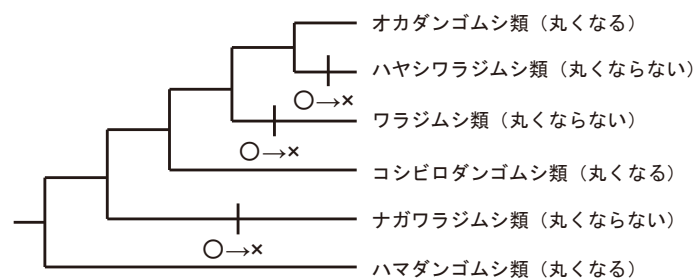 オカダンゴムシ類（丸くなる）
ハヤシワラジムシ類（丸くならない）
○→×
ワラジムシ類（丸くならない）
○→×
コシビロダンゴムシ類（丸くなる）
ナガワラジムシ類（丸くならない）
○→×
ハマダンゴムシ類（丸くなる）